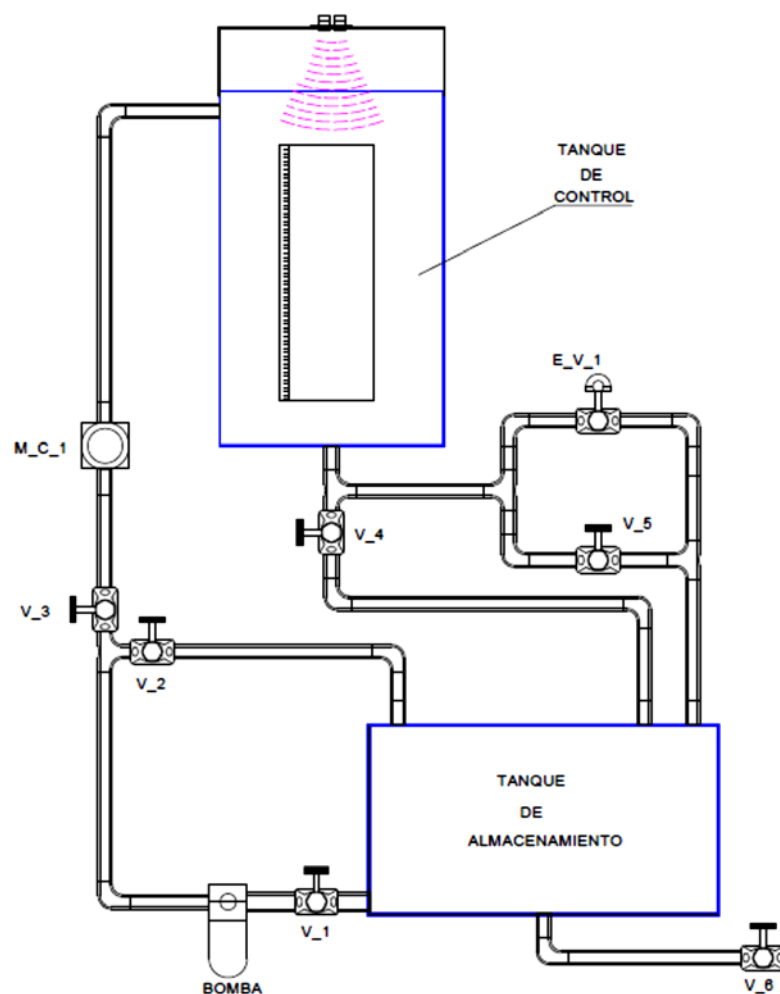 TANQUE
DE
CONTROL
E_V_1
M_C_1
V_5
V_4
V_3
V_2
TANQUE
DE
ALMACENAMIENTO
V_1
BOMBA
V_6